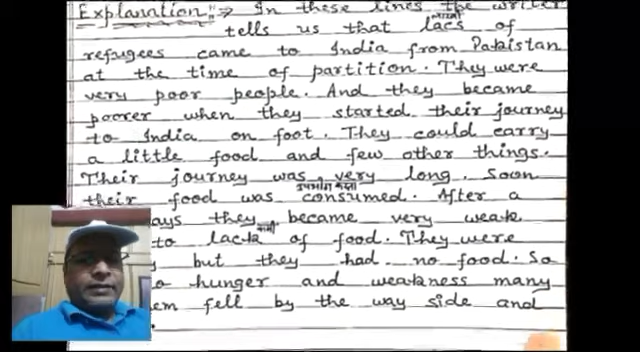 Explanation :- In these lines the writer
tells us that lacs of
refugees came to India from Pakistan
at the time of partition. They were
very poor people. And they became
poorer when they started their journey
to India on foot. They could carry
a little food and few other things.
Their journey was very long. Soon
उपभोग करना
their food was consumed. After a
ays they became very weak
कमी
to lack of food. They were
but they had no food. So
o hunger and weakness many
em fell by the way side and